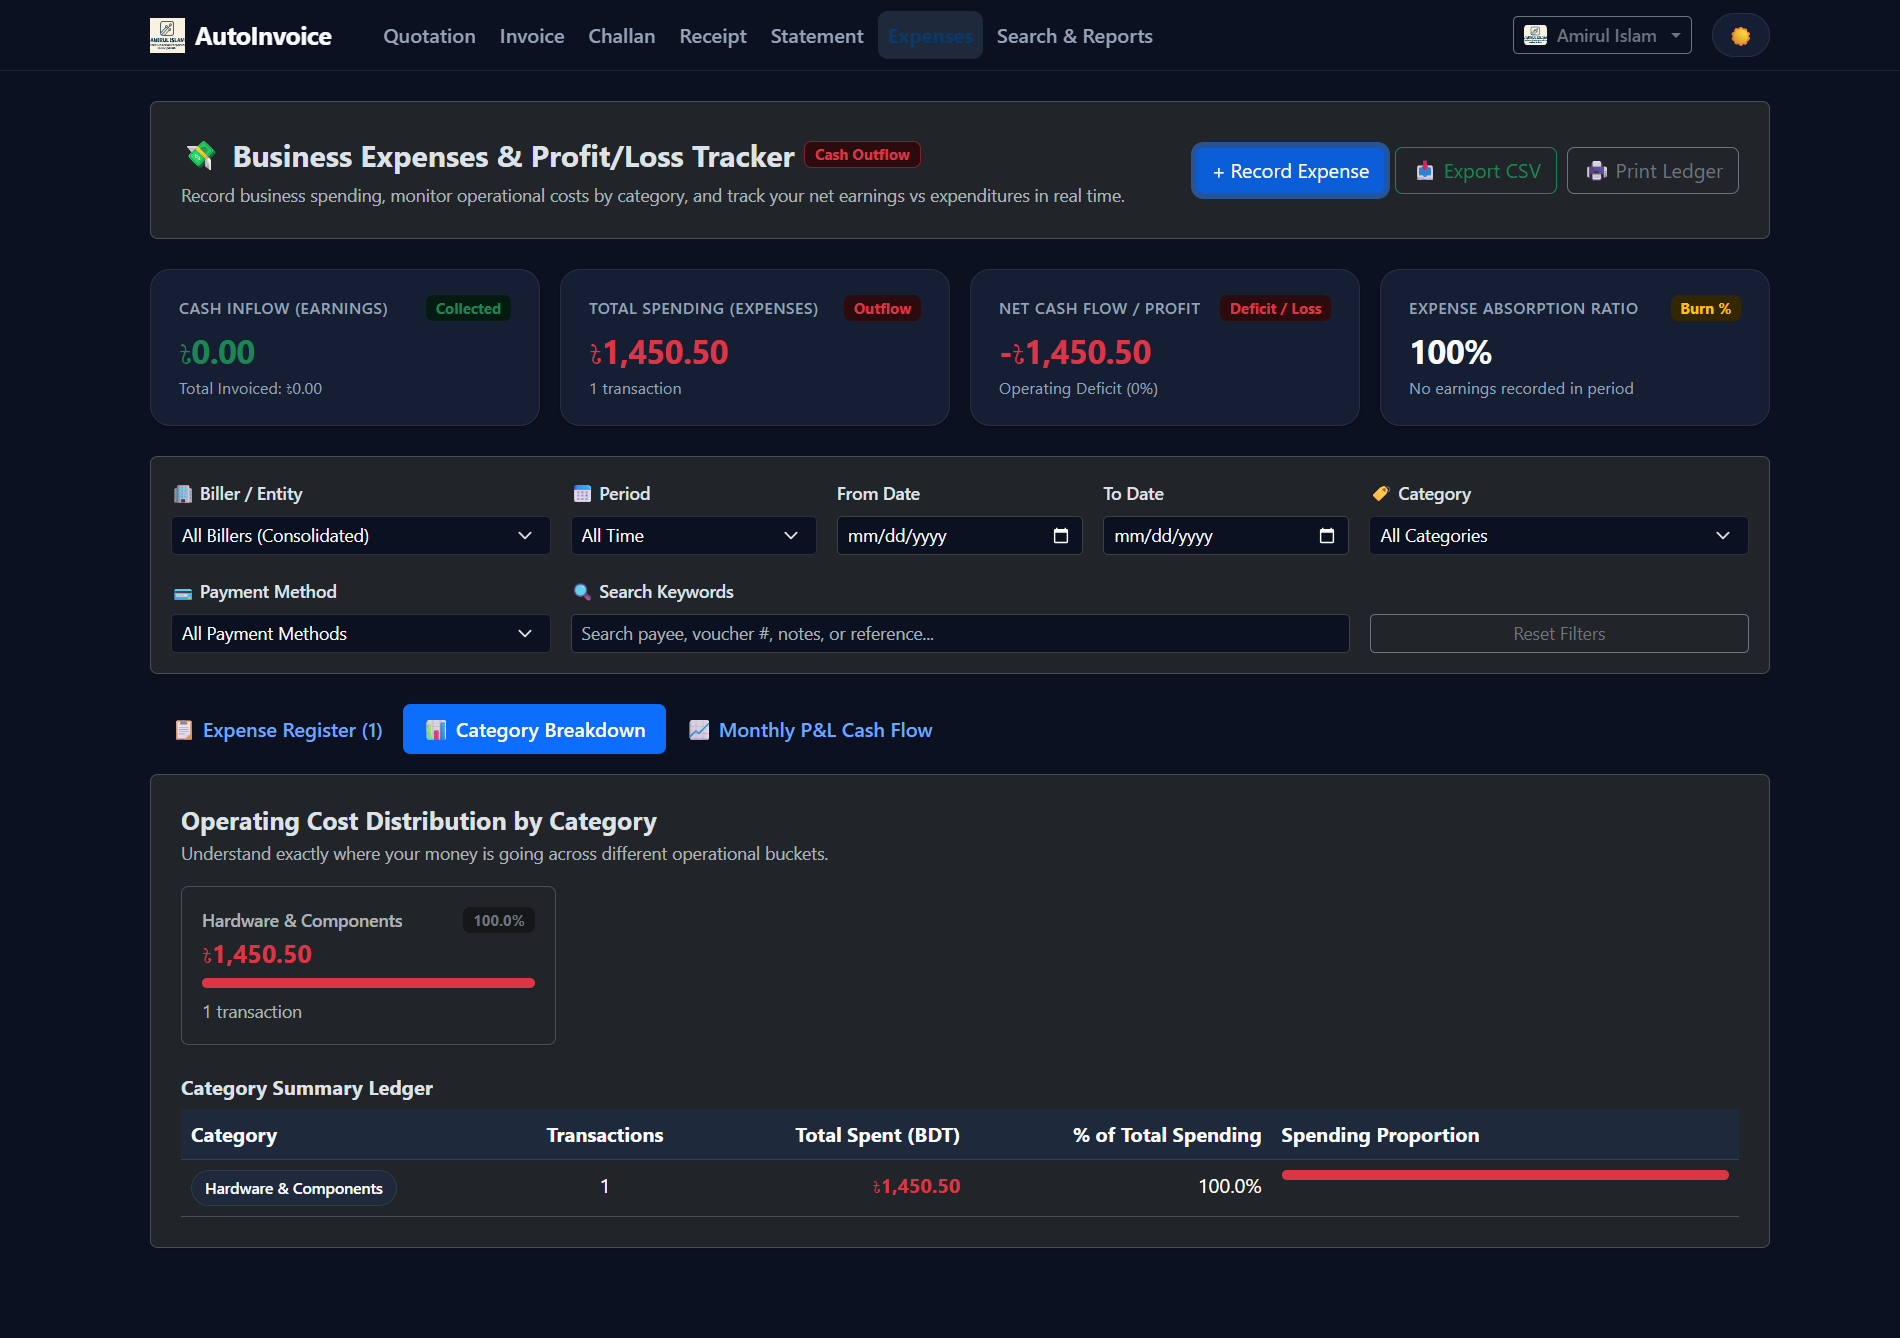 AutoInvoice
Quotation
Invoice
Challan
Receipt
Statement
Expenses
Search & Reports
Amirul Islam
Business Expenses & Profit/Loss Tracker
Cash Outflow
Record business spending, monitor operational costs by category, and track your net earnings vs expenditures in real time.
+ Record Expense
Export CSV
Print Ledger
CASH INFLOW (EARNINGS)
Collected
৳0.00
Total Invoiced: ৳0.00
TOTAL SPENDING (EXPENSES)
Outflow
৳1,450.50
1 transaction
NET CASH FLOW / PROFIT
Deficit / Loss
-৳1,450.50
Operating Deficit (0%)
EXPENSE ABSORPTION RATIO
Burn %
100%
No earnings recorded in period
Biller / Entity
All Billers (Consolidated)
Period
All Time
From Date
mm/dd/yyyy
To Date
mm/dd/yyyy
Category
All Categories
Payment Method
All Payment Methods
Search Keywords
Search payee, voucher #, notes, or reference...
Reset Filters
Expense Register (1)
Category Breakdown
Monthly P&L Cash Flow
Operating Cost Distribution by Category
Understand exactly where your money is going across different operational buckets.
Hardware & Components
100.0%
৳1,450.50
1 transaction
Category Summary Ledger
Category
Transactions
Total Spent (BDT)
% of Total Spending
Spending Proportion
Hardware & Components
1
৳1,450.50
100.0%